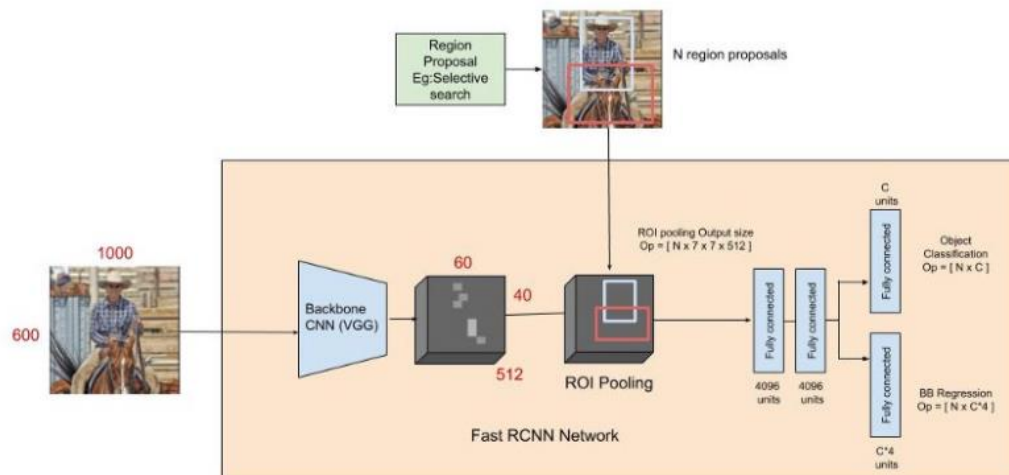 Region
Proposal
Eg:Selective
search
N region proposals
1000
600
Backbone
CNN (VGG)
60
40
512
ROI pooling Output size
Op = [ N x 7 x 7 x 512 ]
ROI Pooling
Fully connected
4096
units
Fully connected
4096
units
C
units
Fully connected
Object
Classification
Op = [ N x C ]
Fully connected
C*4
units
BB Regression
Op = [ N x C*4 ]
Fast RCNN Network